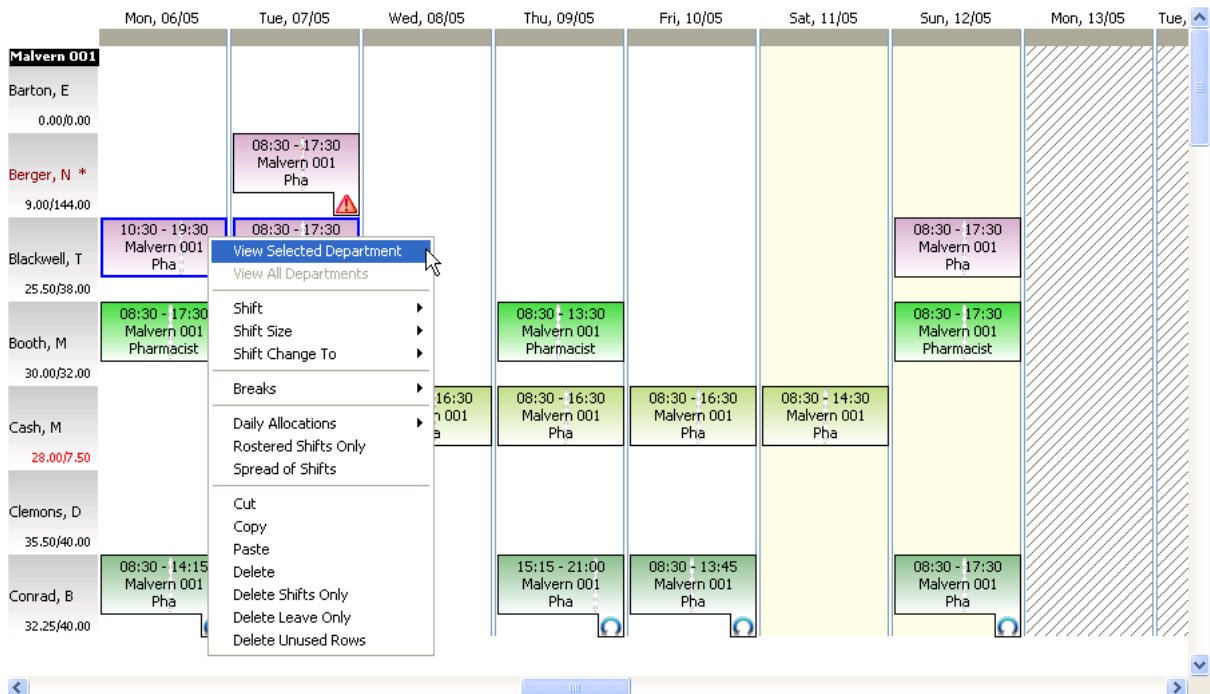 Mon, 06/05 Tue, 07/05 Wed, 08/05 Thu, 09/05 Fri, 10/05 Sat, 11/05 Sun, 12/05 Mon, 13/05 Tue,
Malvern 001
Barton, E
0.00/0.00
08:30 - 17:30
Malvern 001
Pha
Berger, N *
9.00/144.00
10:30 - 19:30 08:30 - 17:30 08:30 - 17:30
Malvern 001 Malvern 001
Pha Pha
Blackwell, T
25.50/38.00
08:30 - 17:30 08:30 - 13:30 08:30 - 17:30
Malvern 001 Malvern 001 Malvern 001
Pharmacist Pharmacist Pharmacist
Booth, M
30.00/32.00
16:30 08:30 - 16:30 08:30 - 16:30 08:30 - 14:30
001 Malvern 001 Malvern 001 Malvern 001
Pha Pha Pha
Cash, M
28.00/7.50
Clemons, D
35.50/40.00
08:30 - 14:15 15:15 - 21:00 08:30 - 13:45 08:30 - 17:30
Malvern 001 Malvern 001 Malvern 001 Malvern 001
Pha Pha Pha Pha
Conrad, B
32.25/40.00
View Selected Department
View All Departments
Shift
Shift Size
Shift Change To
Breaks
Daily Allocations
Rostered Shifts Only
Spread of Shifts
Cut
Copy
Paste
Delete
Delete Shifts Only
Delete Leave Only
Delete Unused Rows